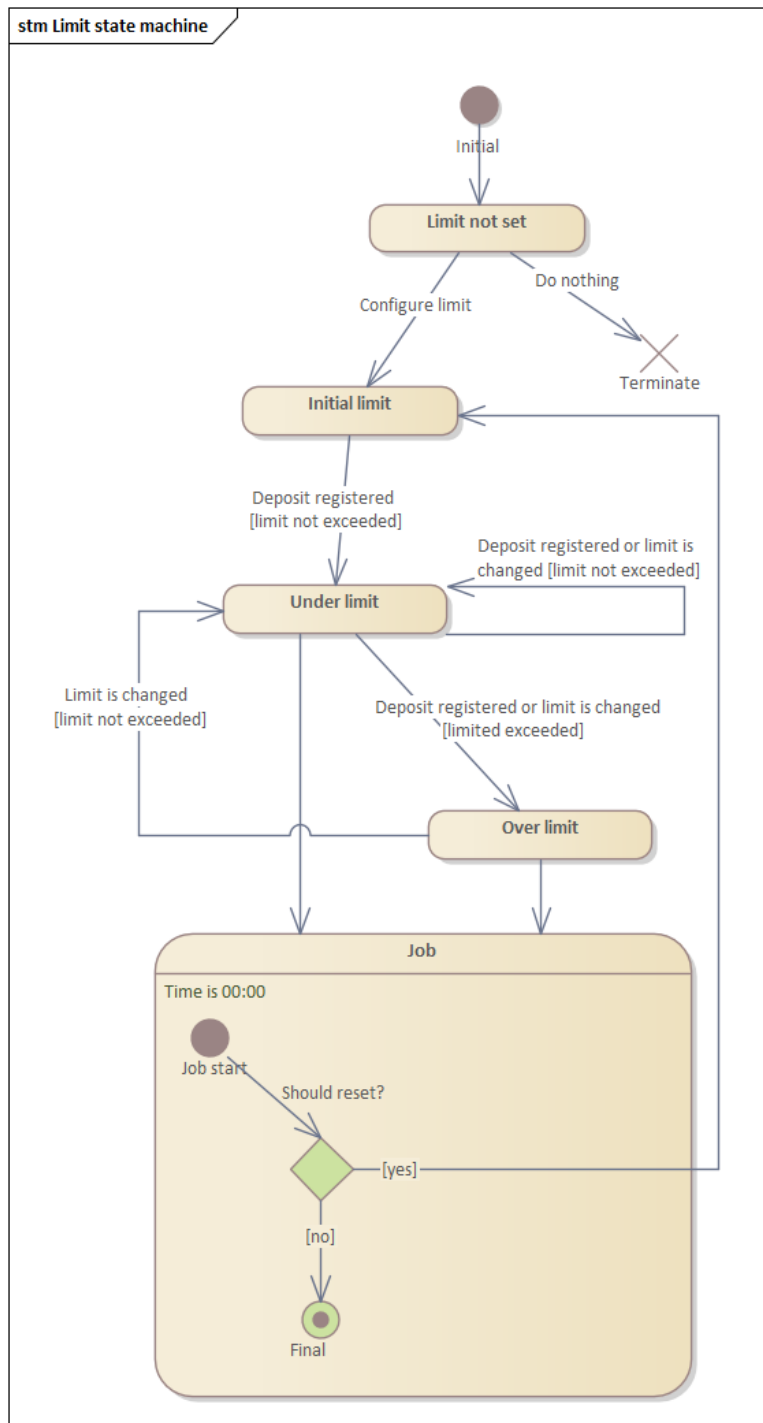 stm Limit state machine
Initial
Limit not set
Do nothing
Configure limit
Terminate
Initial limit
Deposit registered
[limit not exceeded]
Deposit registered or limit is
changed [limit not exceeded]
Under limit
Limit is changed
[limit not exceeded]
Deposit registered or limit is changed
[limited exceeded]
Over limit
Job
Time is 00:00
Job start
Should reset?
[yes]
[no]
Final